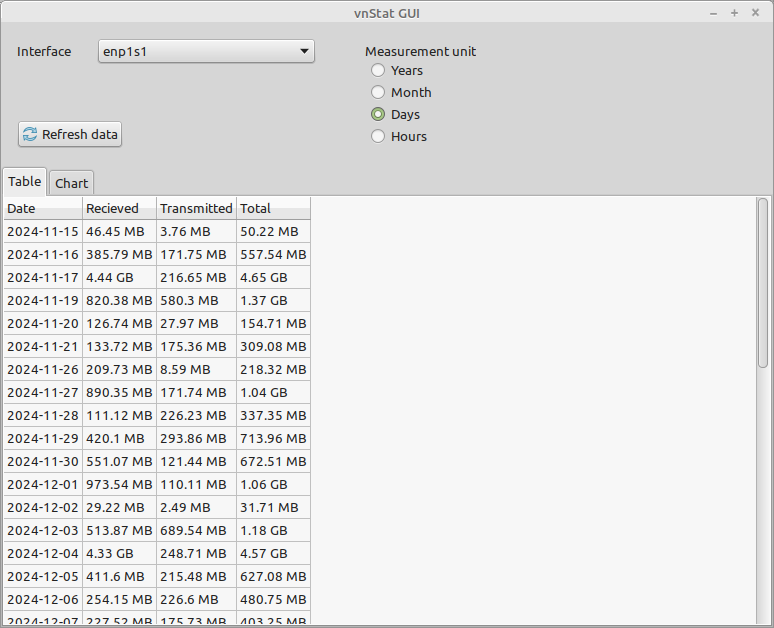 vnStat GUI
Interface
enp1s1
Measurement unit
Years
Month
Days
Hours
Refresh data
Table Chart
Date Recieved Transmitted Total
2024-11-15 46.45 MB 3.76 MB 50.22 MB
2024-11-16 385.79 MB 171.75 MB 557.54 MB
2024-11-17 4.44 GB 216.65 MB 4.65 GB
2024-11-19 820.38 MB 580.3 MB 1.37 GB
2024-11-20 126.74 MB 27.97 MB 154.71 MB
2024-11-21 133.72 MB 175.36 MB 309.08 MB
2024-11-26 209.73 MB 8.59 MB 218.32 MB
2024-11-27 890.35 MB 171.74 MB 1.04 GB
2024-11-28 111.12 MB 226.23 MB 337.35 MB
2024-11-29 420.1 MB 293.86 MB 713.96 MB
2024-11-30 551.07 MB 121.44 MB 672.51 MB
2024-12-01 973.54 MB 110.11 MB 1.06 GB
2024-12-02 29.22 MB 2.49 MB 31.71 MB
2024-12-03 513.87 MB 689.54 MB 1.18 GB
2024-12-04 4.33 GB 248.71 MB 4.57 GB
2024-12-05 411.6 MB 215.48 MB 627.08 MB
2024-12-06 254.15 MB 226.6 MB 480.75 MB
2024-12-07 227.52 MB 175.73 MB 403.25 MB